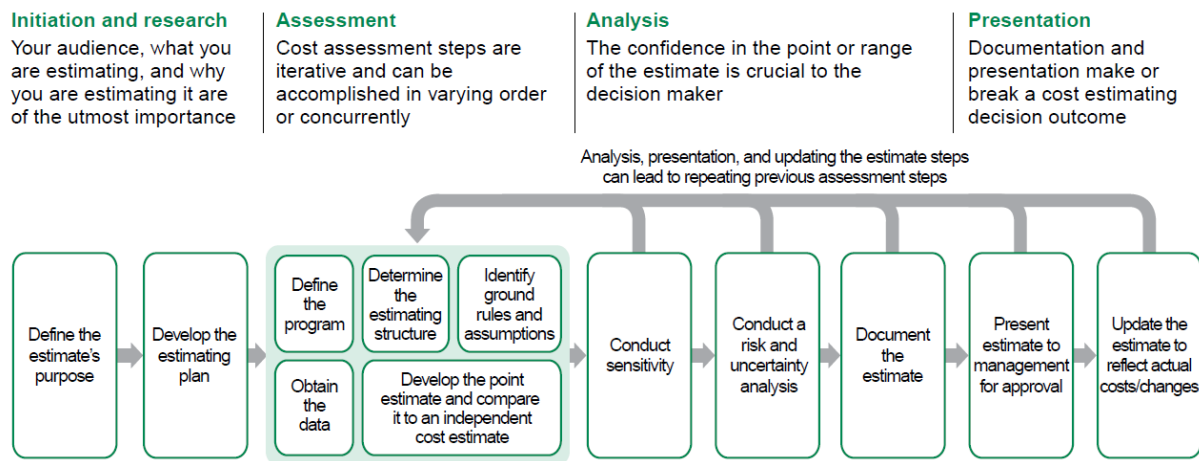 Initiation and research
Your audience, what you
are estimating, and why
you are estimating it are
of the utmost importance
Assessment
Cost assessment steps are
iterative and can be
accomplished in varying order
or concurrently
Analysis
The confidence in the point or range
of the estimate is crucial to the
decision maker
Presentation
Documentation and
presentation make or
break a cost estimating
decision outcome
Analysis, presentation, and updating the estimate steps
can lead to repeating previous assessment steps
Define the
estimate's
purpose
Develop the
estimating
plan
Define
the
program
Determine
the
estimating
structure
Identify
ground
rules and
assumptions
Obtain
the
data
Develop the point
estimate and compare
it to an independent
cost estimate
Conduct
sensitivity
Conduct a
risk and
uncertainty
analysis
Document
the
estimate
Present
estimate to
management
for approval
Update the
estimate to
reflect actual
costs/changes